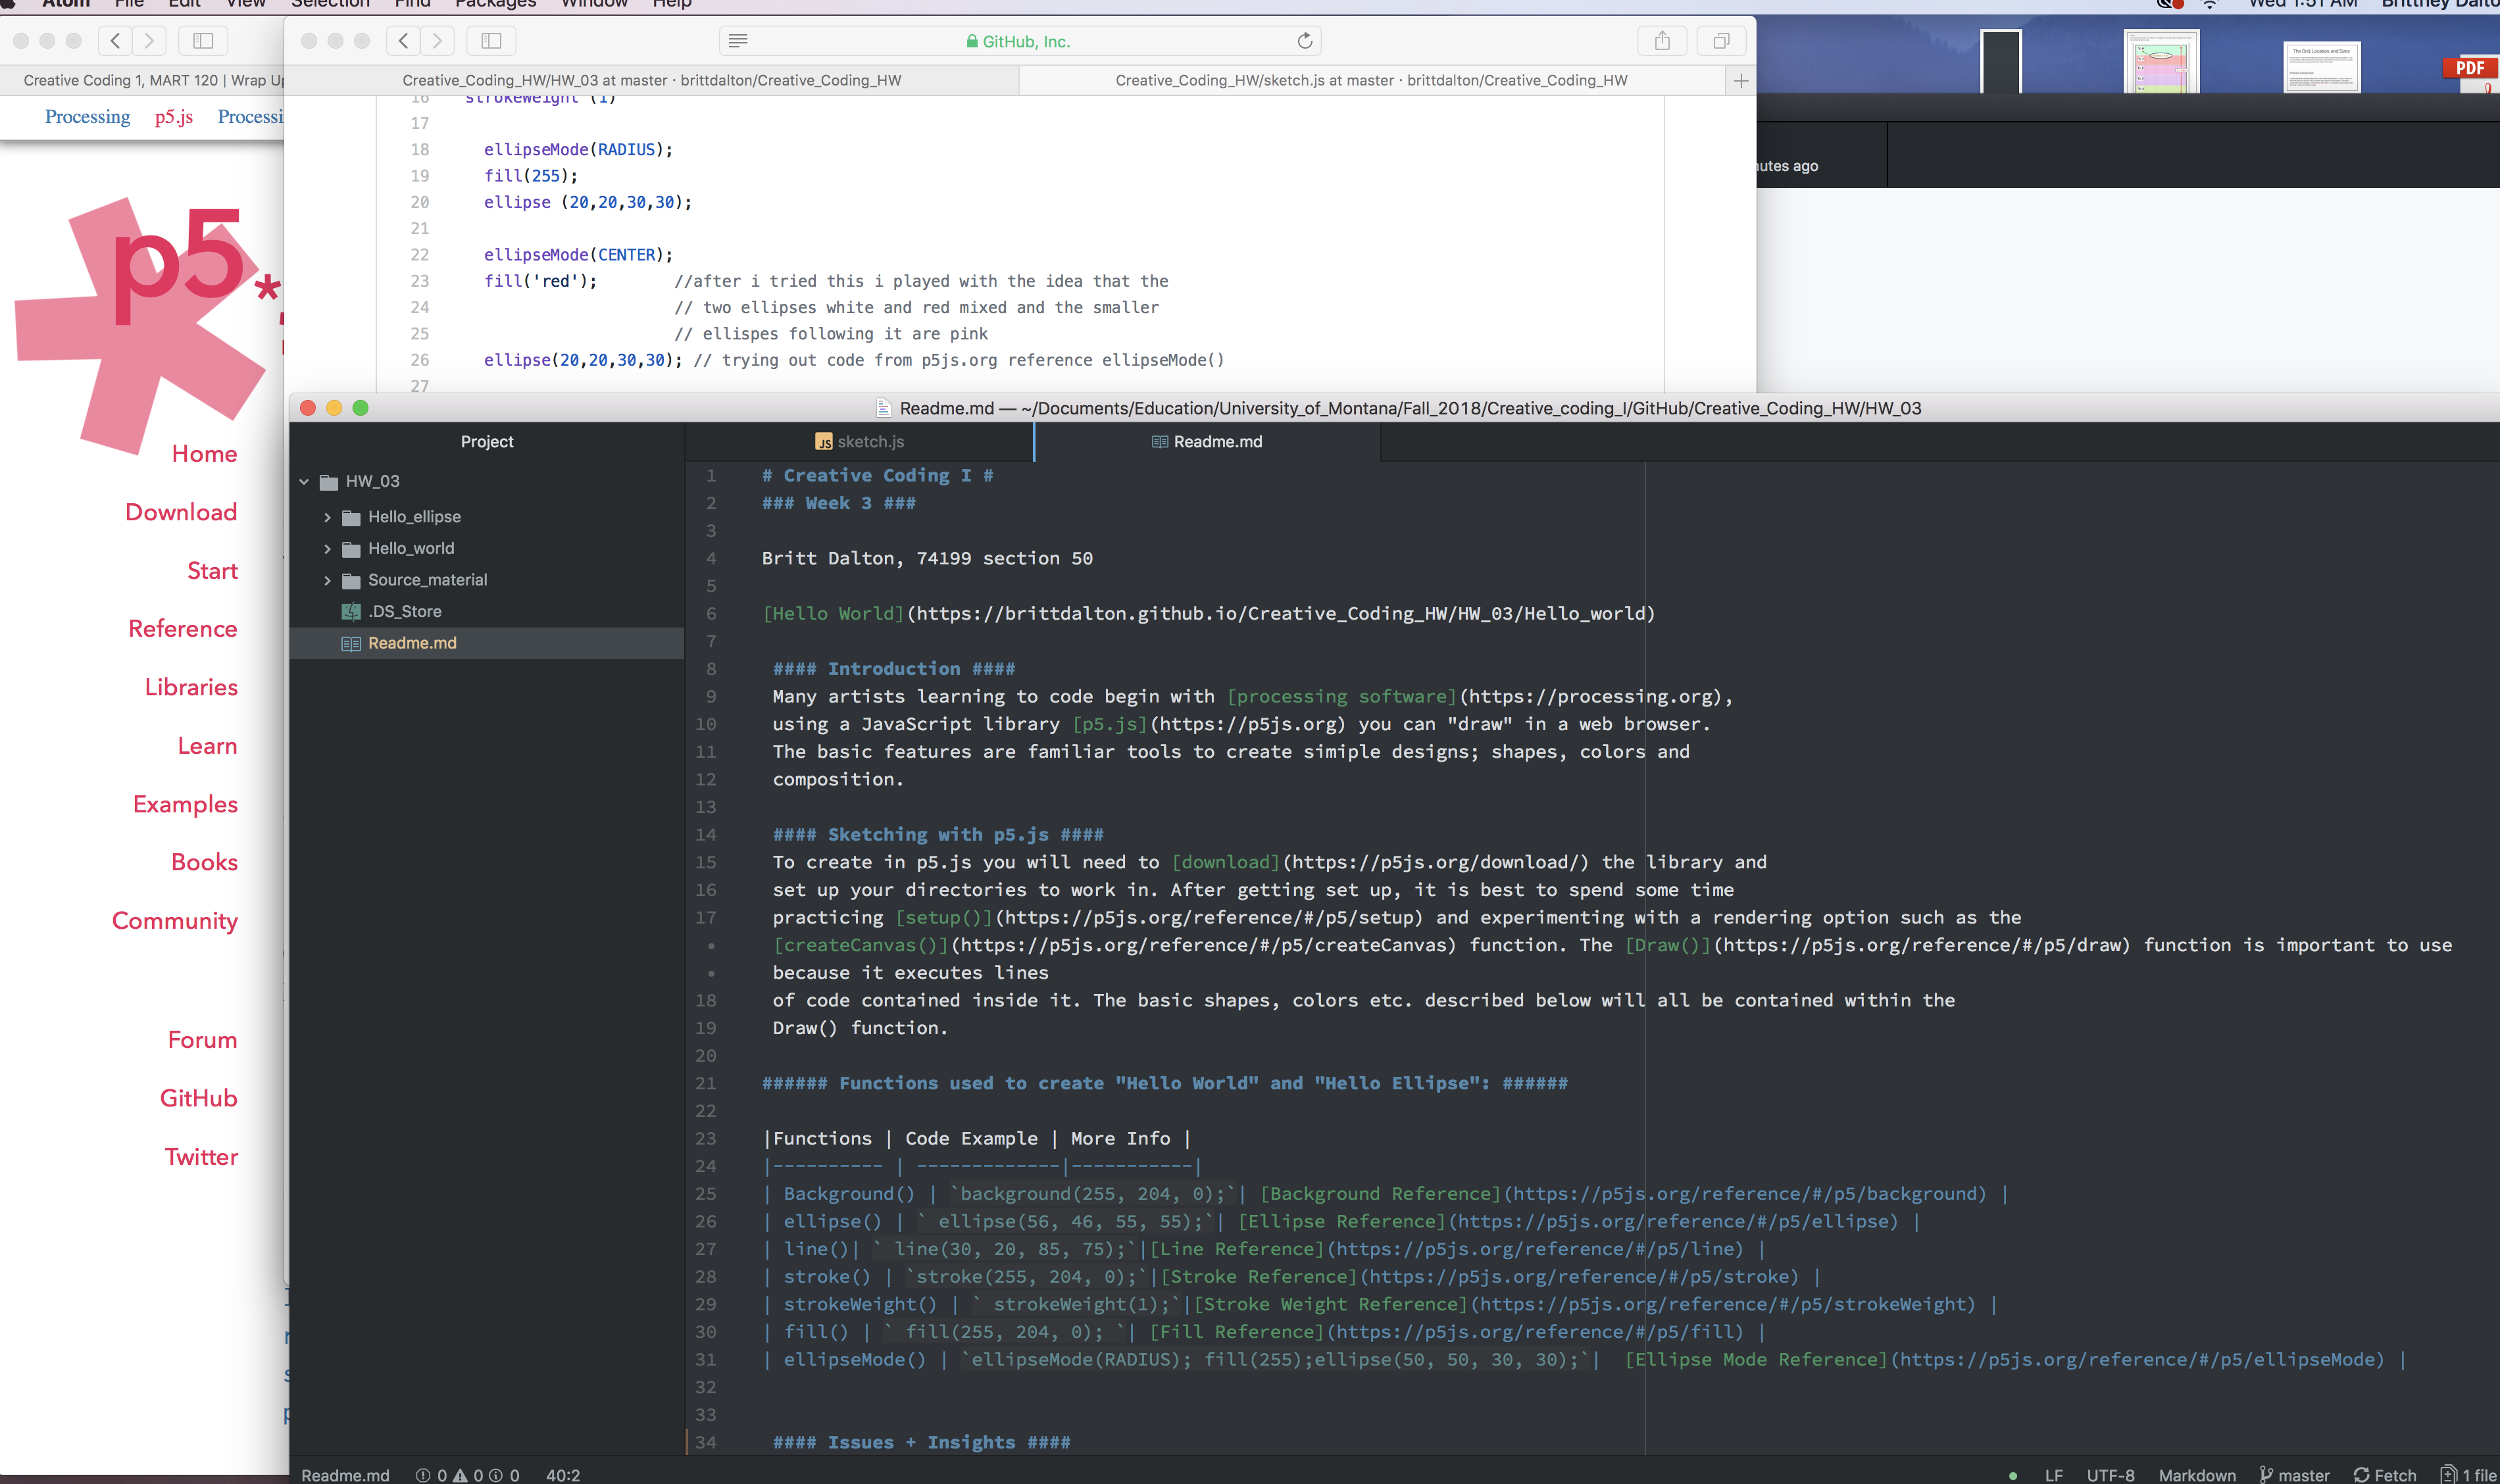 Atom File Edit View Selection Find Packages Window Help
Wed 1:51 AM
GitHub, Inc.
Creative Coding 1, MART 120 | Wrap
Creative_Coding_HW/HW_03 at master · brittdalton/Creative_Coding_HW
Creative_Coding_HW/sketch.js at master · brittdalton/Creative_Coding_HW
PDF
Processing p5.js
p5*
Home
Download
Start
Reference
Libraries
Learn
Examples
Books
Community
Forum
GitHub
Twitter
16 strokeWeight (1)
17
18 ellipseMode(RADIUS);
19 fill(255);
20 ellipse (20,20,30,30);
21
22 ellipseMode(CENTER);
23 fill('red'); //after i tried this i played with the idea that the
24 // two ellipses white and red mixed and the smaller
25 // ellispes following it are pink
26 ellipse(20,20,30,30); // trying out code from p5js.org reference ellipseMode()
27
ago
Readme.md — ~/Documents/Education/University_of_Montana/Fall_2018/Creative_coding_I/GitHub/Creative_Coding_HW/HW_03
Project
JS sketch.js
Readme.md
HW_03
Hello_ellipse
Hello_world
Source_material
.DS_Store
Readme.md
1 # Creative Coding I #
2 ### Week 3 ###
3
4 Britt Dalton, 74199 section 50
5
6 [Hello World](https://brittdalton.github.io/Creative_Coding_HW/HW_03/Hello_world)
7
8 #### Introduction ####
9 Many artists learning to code begin with [processing software](https://processing.org),
10 using a JavaScript library [p5.js](https://p5js.org) you can "draw" in a web browser.
11 The basic features are familiar tools to create simiple designs; shapes, colors and
12 composition.
13
14 #### Sketching with p5.js ####
15 To create in p5.js you will need to [download](https://p5js.org/download/) the library and
16 set up your directories to work in. After getting set up, it is best to spend some time
17 practicing [setup()](https://p5js.org/reference/#/p5/setup) and experimenting with a rendering option such as the
• [createCanvas()](https://p5js.org/reference/#/p5/createCanvas) function. The [Draw()](https://p5js.org/reference/#/p5/draw) function is important to use
• because it executes lines
18 of code contained inside it. The basic shapes, colors etc. described below will all be contained within the
19 Draw() function.
20
21 ###### Functions used to create "Hello World" and "Hello Ellipse": ######
22
23 |Functions | Code Example | More Info |
24 |---------- | -------------|-----------|
25 | Background() | `background(255, 204, 0);`| [Background Reference](https://p5js.org/reference/#/p5/background) |
26 | ellipse() | ` ellipse(56, 46, 55, 55);`| [Ellipse Reference](https://p5js.org/reference/#/p5/ellipse) |
27 | line()| ` line(30, 20, 85, 75);`|[Line Reference](https://p5js.org/reference/#/p5/line) |
28 | stroke() | `stroke(255, 204, 0);`|[Stroke Reference](https://p5js.org/reference/#/p5/stroke) |
29 | strokeWeight() | ` strokeWeight(1);`|[Stroke Weight Reference](https://p5js.org/reference/#/p5/strokeWeight) |
30 | fill() | ` fill(255, 204, 0); `| [Fill Reference](https://p5js.org/reference/#/p5/fill) |
31 | ellipseMode() | `ellipseMode(RADIUS); fill(255);ellipse(50, 50, 30, 30);`| [Ellipse Mode Reference](https://p5js.org/reference/#/p5/ellipseMode) |
32
33
34 #### Issues + Insights ####
Readme.md 0 0 0 40:2
LF UTF-8 Markdown master Fetch 1 file